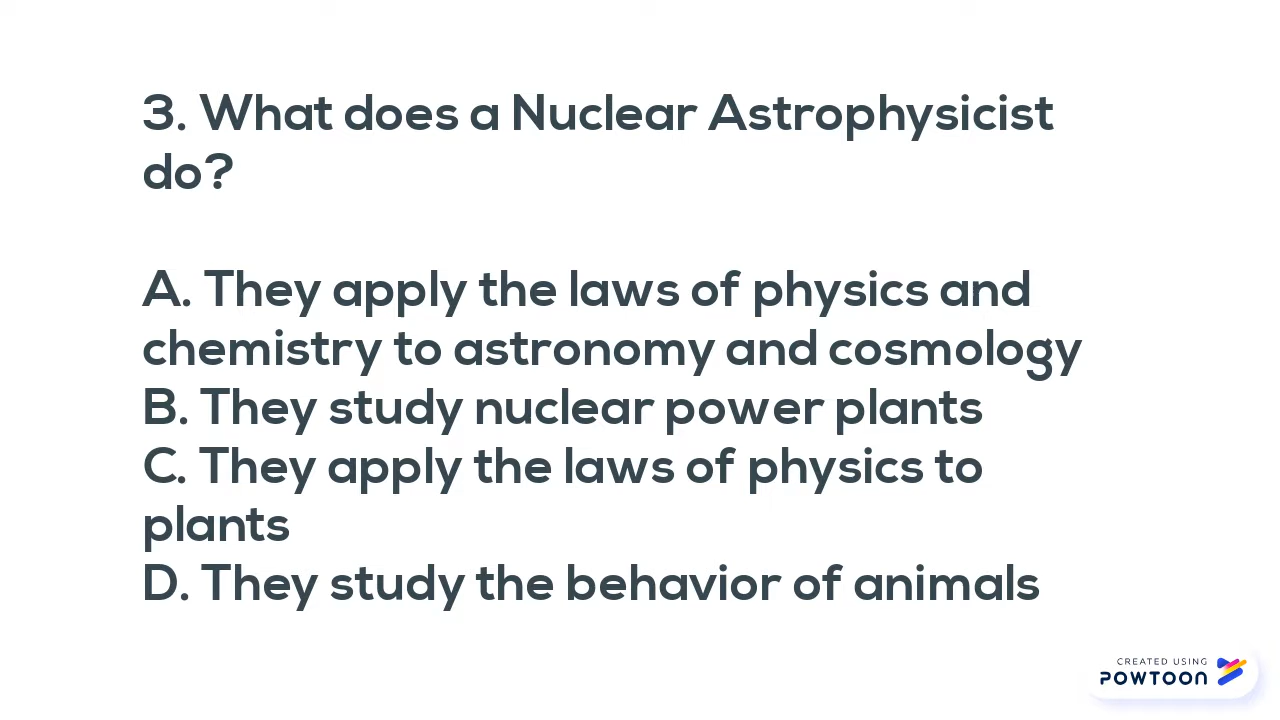 3. What does a Nuclear Astrophysicist
do?
A. They apply the laws of physics and
chemistry to astronomy and cosmology
B. They study nuclear power plants
C. They apply the laws of physics to
plants
D. They study the behavior of animals
CREATED USING
POWTOON